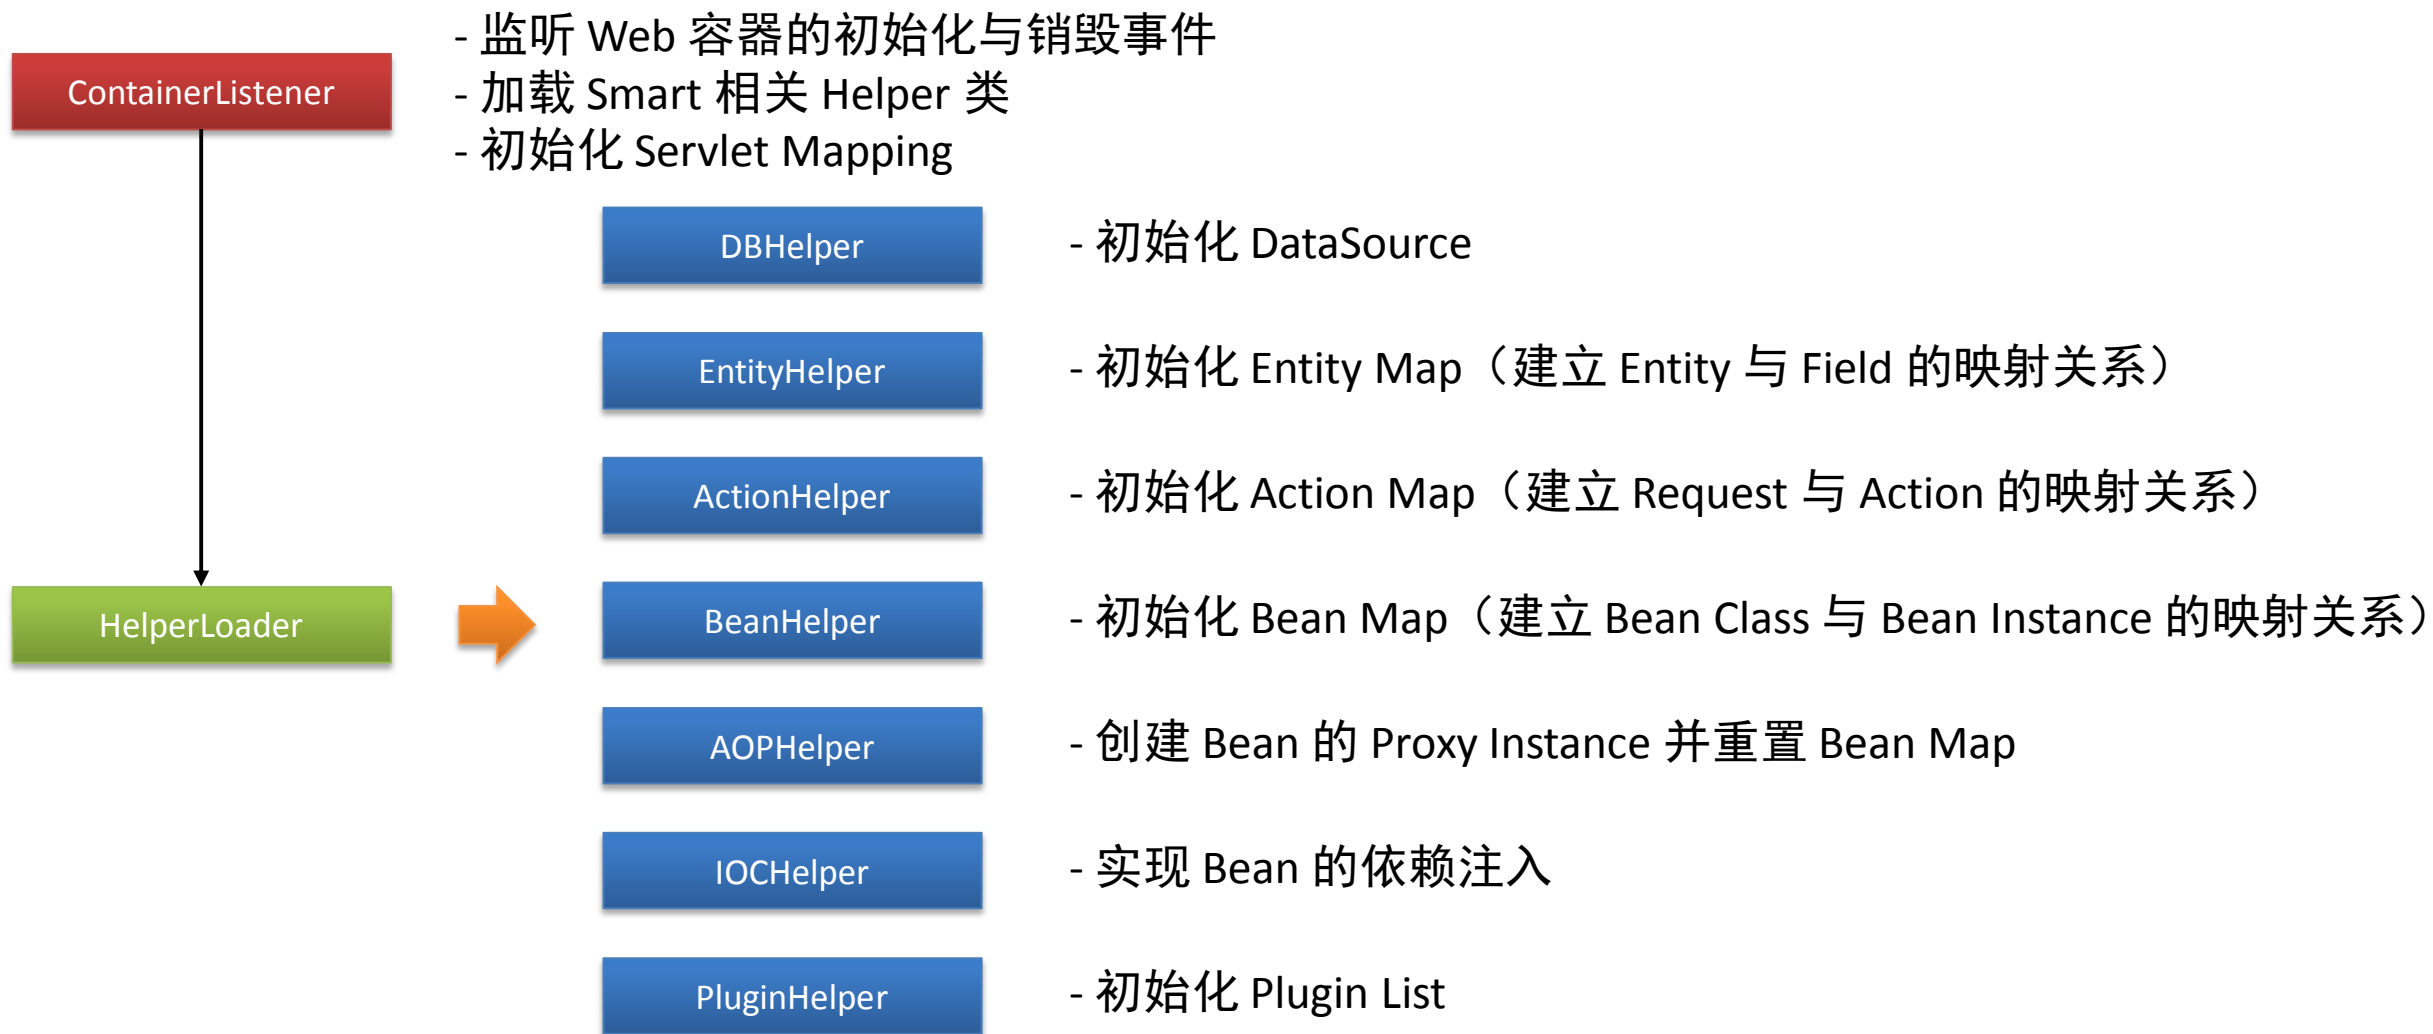 ContainerListener
- 监听 Web 容器的初始化与销毁事件
- 加载 Smart 相关 Helper 类
- 初始化 Servlet Mapping
DBHelper
- 初始化 DataSource
EntityHelper
- 初始化 Entity Map（建立 Entity 与 Field 的映射关系）
ActionHelper
- 初始化 Action Map（建立 Request 与 Action 的映射关系）
HelperLoader
BeanHelper
- 初始化 Bean Map（建立 Bean Class 与 Bean Instance 的映射关系）
AOPHelper
- 创建 Bean 的 Proxy Instance 并重置 Bean Map
IOCHelper
- 实现 Bean 的依赖注入
PluginHelper
- 初始化 Plugin List